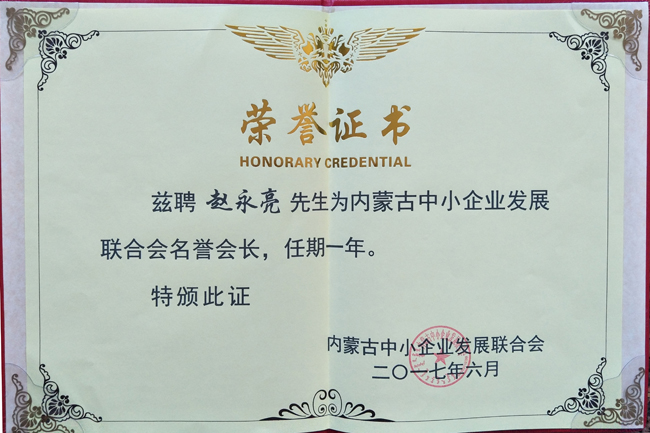 荣誉证书
HONORARY CREDENTIAL
兹聘 赵永亮 先生为内蒙古中小企业发展
联合会名誉会长，任期一年。
特颁此证
内蒙古中小企业发展联合会
二〇一七年六月